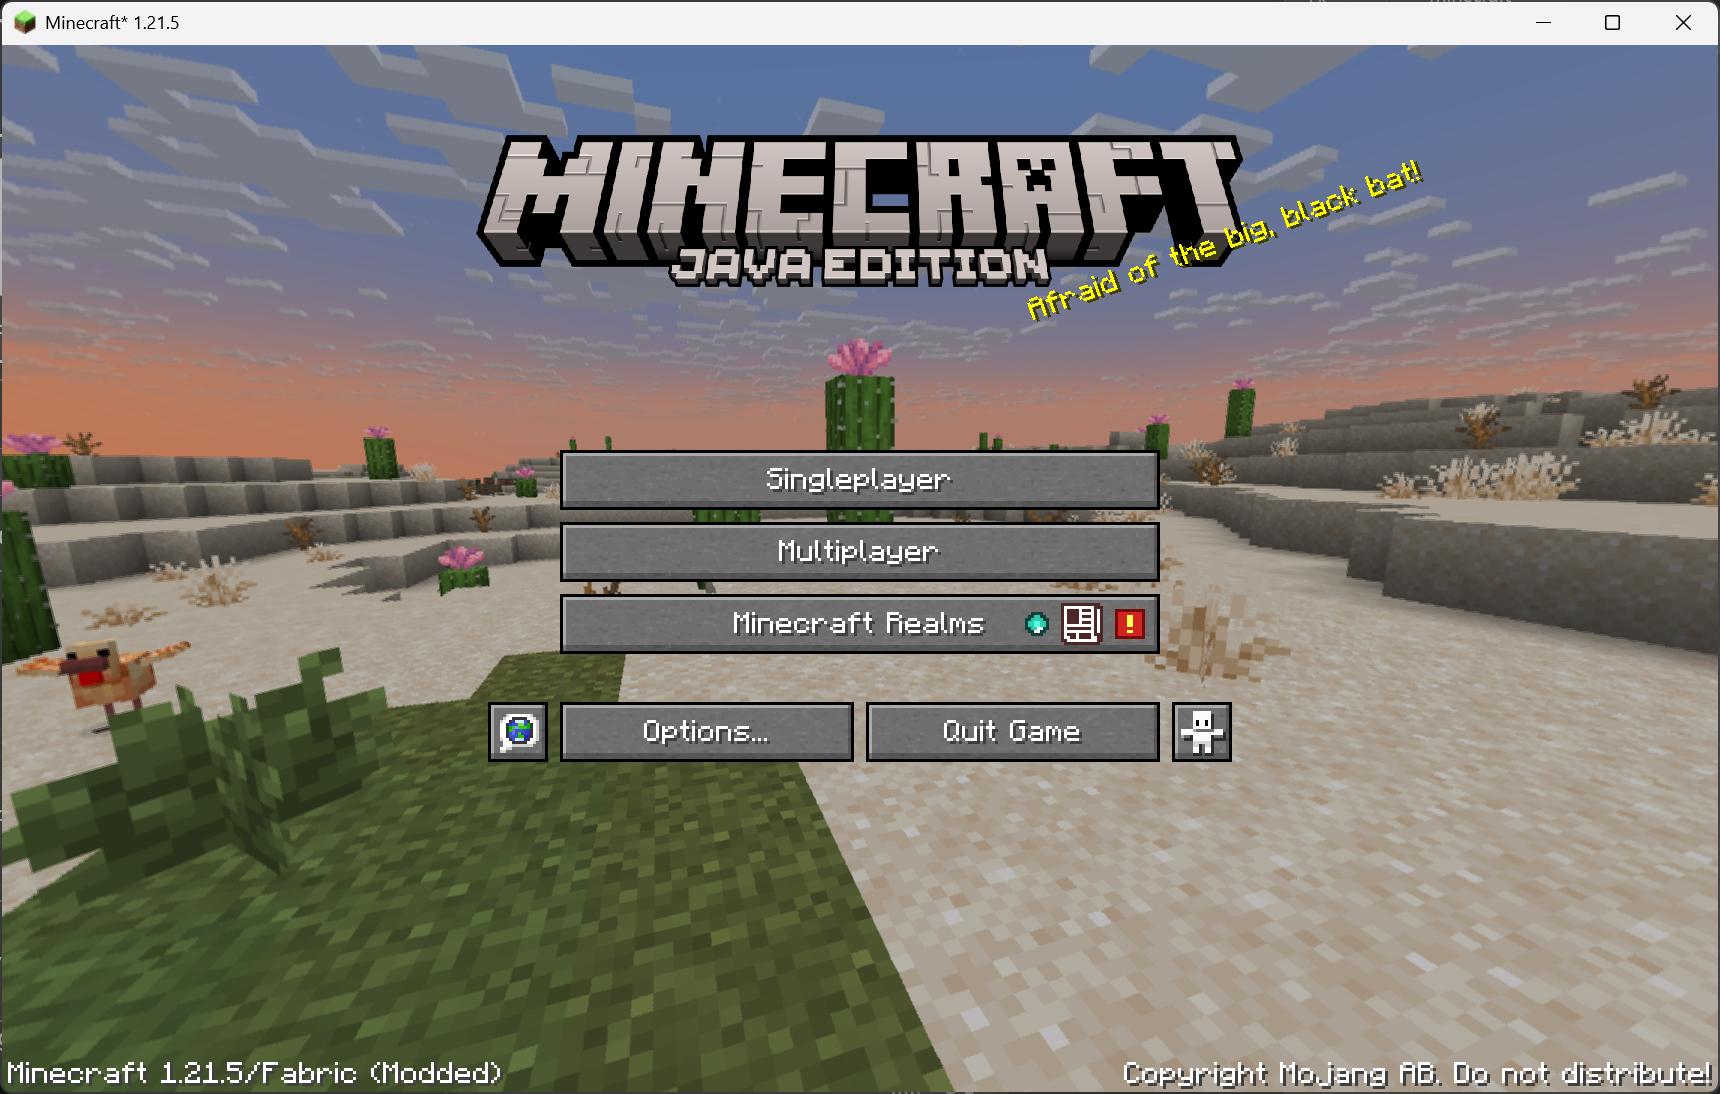 Minecraft* 1.21.5
MINECRAFT
JAVA EDITION
Afraid of the big, black bat!
Singleplayer
Multiplayer
Minecraft Realms
Options...
Quit Game
Minecraft 1.21.5/Fabric (Modded)
Copyright Mojang AB. Do not distribute!